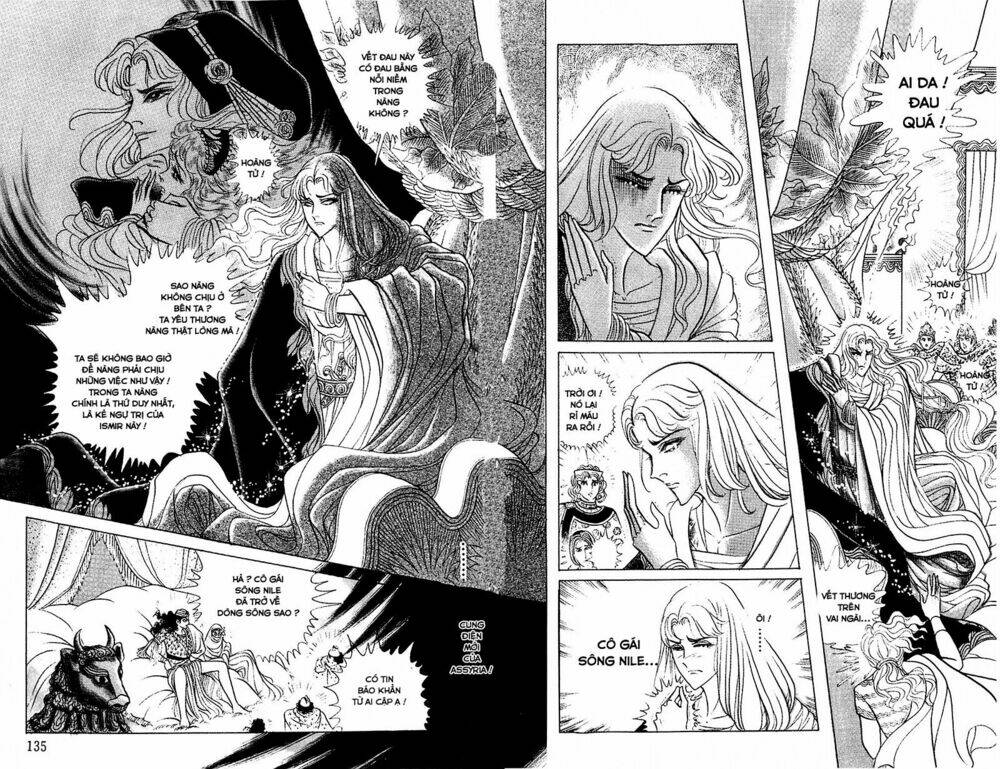 AI DA !
ĐAU
QUÁ !
HOÀNG
TỬ !
HOÀNG
TỬ !
VẾT THƯƠNG
TRÊN
VAI NGÀI...
TRỜI ƠI !
NÓ LẠI
RỈ MÁU
RA RỒI !
ÔI !
.......
CÔ GÁI
SÔNG NILE...
VẾT ĐAU NÀY
CÓ ĐAU BẰNG
NỖI NIỀM
TRONG
NÀNG
KHÔNG ?
HOÀNG
TỬ !
SAO NÀNG
KHÔNG CHỊU Ở
BÊN TA ?
TA YÊU THƯƠNG
NÀNG THẬT LÒNG MÀ !
TA SẼ KHÔNG BAO GIỜ
ĐỂ NÀNG PHẢI CHỊU
NHỮNG VIỆC NHƯ VẬY !
TRONG TA NÀNG
CHÍNH LÀ THỨ DUY NHẤT,
LÀ KẺ NGỰ TRỊ CỦA
ISMIR NÀY !
.......
CUNG
ĐIỆN
MỚI
CỦA
ASSYRIA !
HẢ ? CÔ GÁI
SÔNG NILE
ĐÃ TRỞ VỀ
DÒNG SÔNG SAO ?
CÓ TIN
BÁO KHẨN
TỪ AI CẬP Ạ !
135